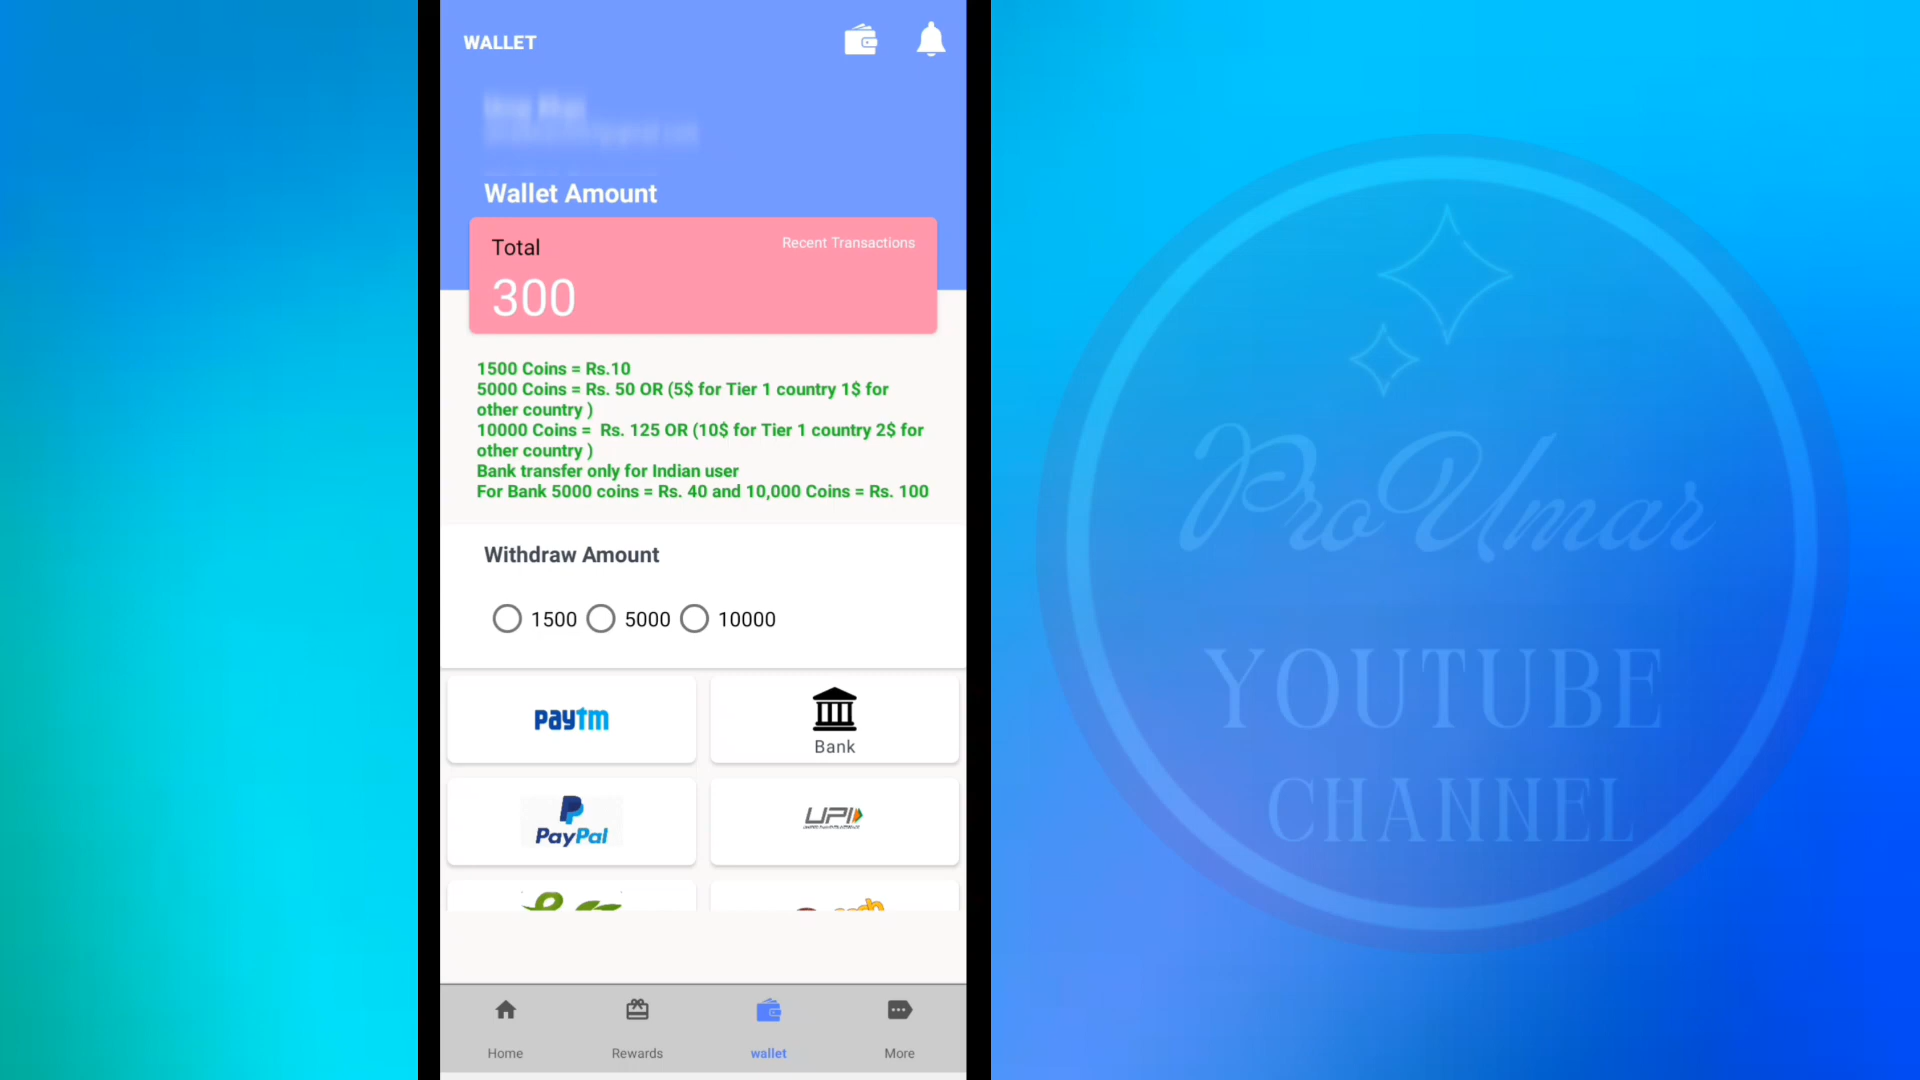 WALLET
Wallet Amount
Total
Recent Transactions
300
1500 Coins = Rs.10
5000 Coins = Rs. 50 OR (5$ for Tier 1 country 1$ for
other country )
10000 Coins =  Rs. 125 OR (10$ for Tier 1 country 2$ for
other country )
Bank transfer only for Indian user
For Bank 5000 coins = Rs. 40 and 10,000 Coins = Rs. 100
Withdraw Amount
1500 5000 10000
paytm
Bank
PayPal
UPI
Home Rewards wallet More
Pro Umar
YOUTUBE
CHANNEL